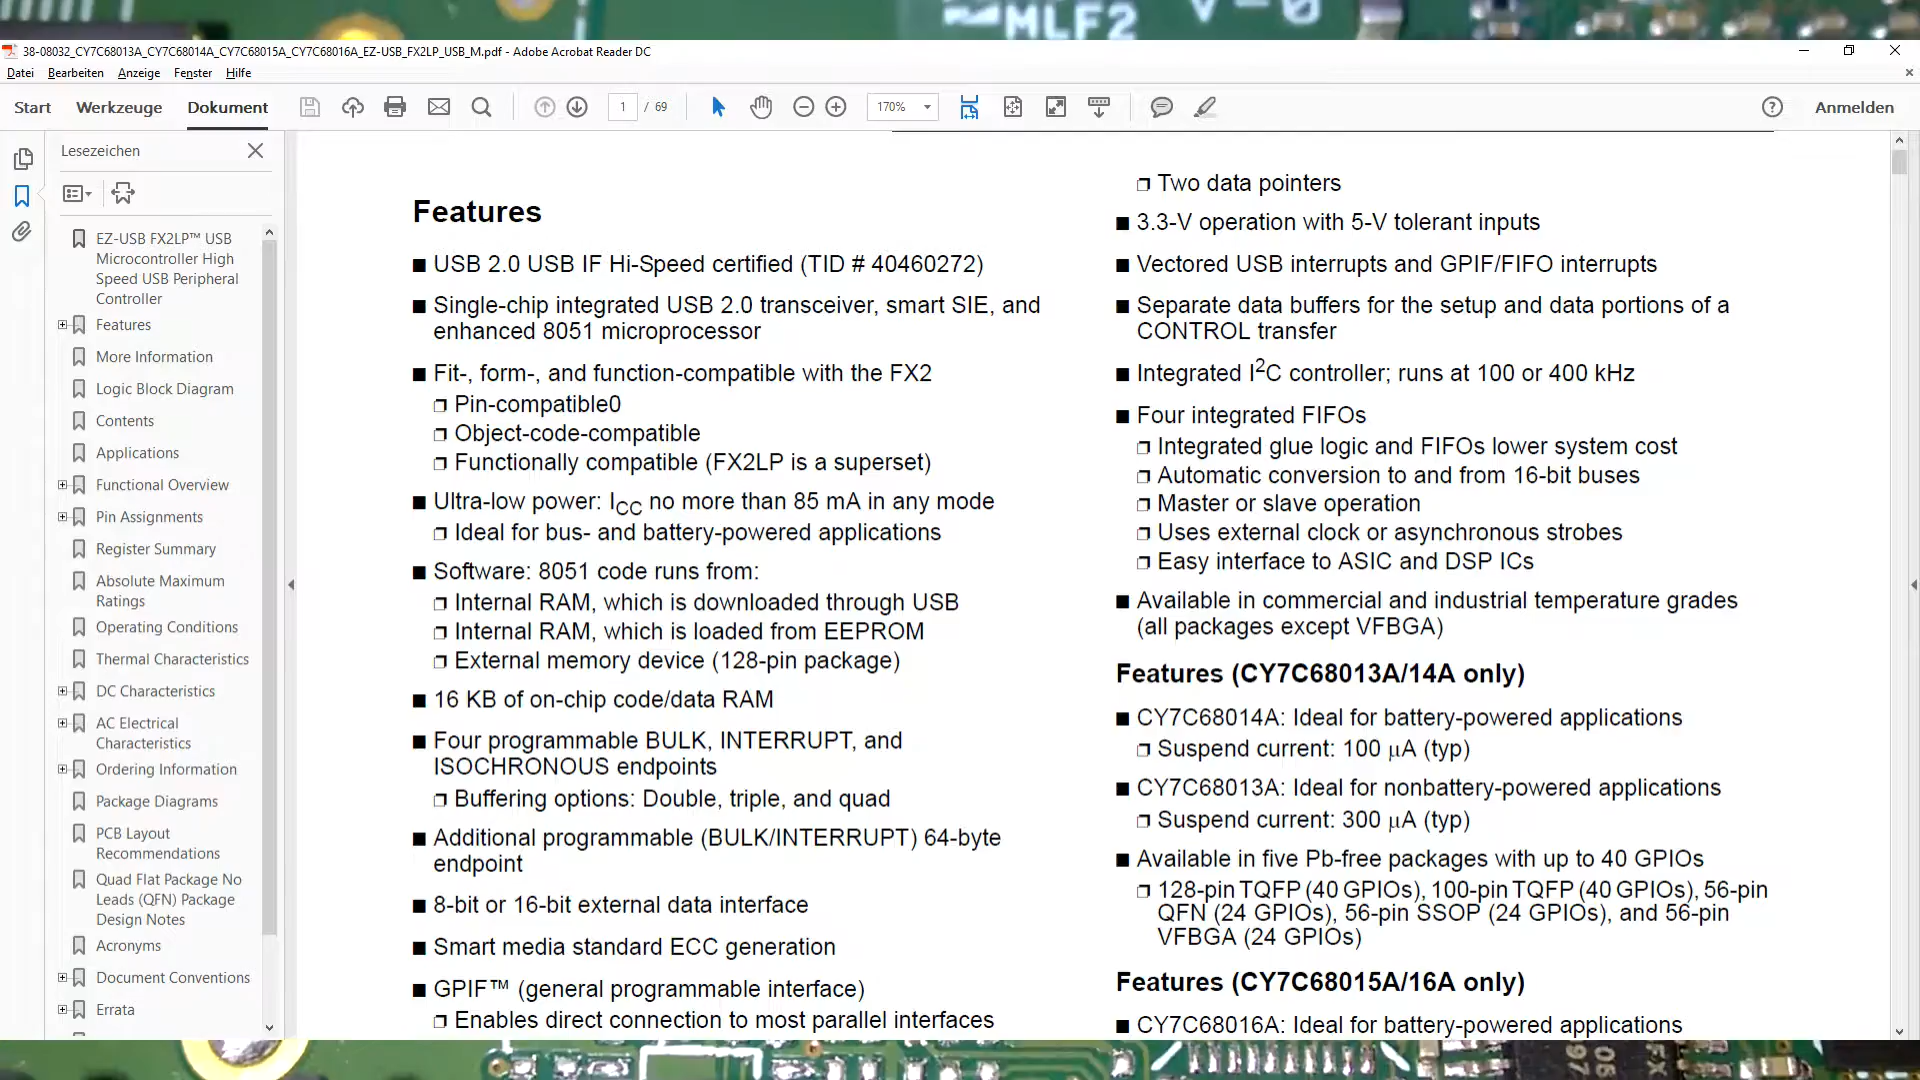 MLF2
V-0
38-08032_CY7C68013A_CY7C68014A_CY7C68015A_CY7C68016A_EZ-USB_FX2LP_USB_M.pdf - Adobe Acrobat Reader DC
Datei Bearbeiten Anzeige Fenster Hilfe
Start Werkzeuge Dokument 1 / 69 170% Anmelden
Lesezeichen
EZ-USB FX2LP™ USB
Microcontroller High
Speed USB Peripheral
Controller
Features
More Information
Logic Block Diagram
Contents
Applications
Functional Overview
Pin Assignments
Register Summary
Absolute Maximum
Ratings
Operating Conditions
Thermal Characteristics
DC Characteristics
AC Electrical
Characteristics
Ordering Information
Package Diagrams
PCB Layout
Recommendations
Quad Flat Package No
Leads (QFN) Package
Design Notes
Acronyms
Document Conventions
Errata
Features
■ USB 2.0 USB IF Hi-Speed certified (TID # 40460272)
■ Single-chip integrated USB 2.0 transceiver, smart SIE, and
enhanced 8051 microprocessor
■ Fit-, form-, and function-compatible with the FX2
❐ Pin-compatible0
❐ Object-code-compatible
❐ Functionally compatible (FX2LP is a superset)
■ Ultra-low power: ICC no more than 85 mA in any mode
❐ Ideal for bus- and battery-powered applications
■ Software: 8051 code runs from:
❐ Internal RAM, which is downloaded through USB
❐ Internal RAM, which is loaded from EEPROM
❐ External memory device (128-pin package)
■ 16 KB of on-chip code/data RAM
■ Four programmable BULK, INTERRUPT, and
ISOCHRONOUS endpoints
❐ Buffering options: Double, triple, and quad
■ Additional programmable (BULK/INTERRUPT) 64-byte
endpoint
■ 8-bit or 16-bit external data interface
■ Smart media standard ECC generation
■ GPIF™ (general programmable interface)
❐ Enables direct connection to most parallel interfaces
❐ Two data pointers
■ 3.3-V operation with 5-V tolerant inputs
■ Vectored USB interrupts and GPIF/FIFO interrupts
■ Separate data buffers for the setup and data portions of a
CONTROL transfer
■ Integrated I2C controller; runs at 100 or 400 kHz
■ Four integrated FIFOs
❐ Integrated glue logic and FIFOs lower system cost
❐ Automatic conversion to and from 16-bit buses
❐ Master or slave operation
❐ Uses external clock or asynchronous strobes
❐ Easy interface to ASIC and DSP ICs
■ Available in commercial and industrial temperature grades
(all packages except VFBGA)
Features (CY7C68013A/14A only)
■ CY7C68014A: Ideal for battery-powered applications
❐ Suspend current: 100 μA (typ)
■ CY7C68013A: Ideal for nonbattery-powered applications
❐ Suspend current: 300 μA (typ)
■ Available in five Pb-free packages with up to 40 GPIOs
❐ 128-pin TQFP (40 GPIOs), 100-pin TQFP (40 GPIOs), 56-pin
QFN (24 GPIOs), 56-pin SSOP (24 GPIOs), and 56-pin
VFBGA (24 GPIOs)
Features (CY7C68015A/16A only)
■ CY7C68016A: Ideal for battery-powered applications